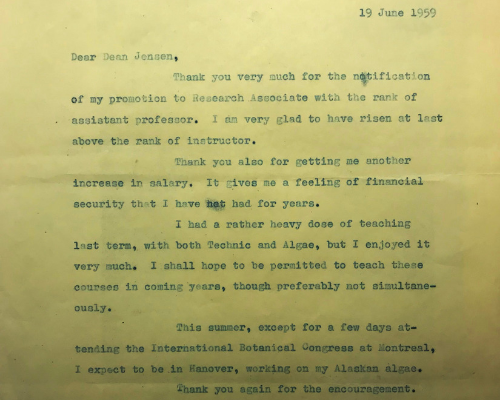 19 June 1959
Dear Dean Jensen,
Thank you very much for the notification
of my promotion to Research Associate with the rank of
assistant professor. I am very glad to have risen at last
above the rank of instructor.
Thank you also for getting me another
increase in salary. It gives me a feeling of financial
security that I have not had for years.
I had a rather heavy dose of teaching
last term, with both Technic and Algae, but I enjoyed it
very much. I shall hope to be permitted to teach these
courses in coming years, though preferably not simultane-
ously.
This summer, except for a few days at-
tending the International Botanical Congress at Montreal,
I expect to be in Hanover, working on my Alaskan algae.
Thank you again for the encouragement.